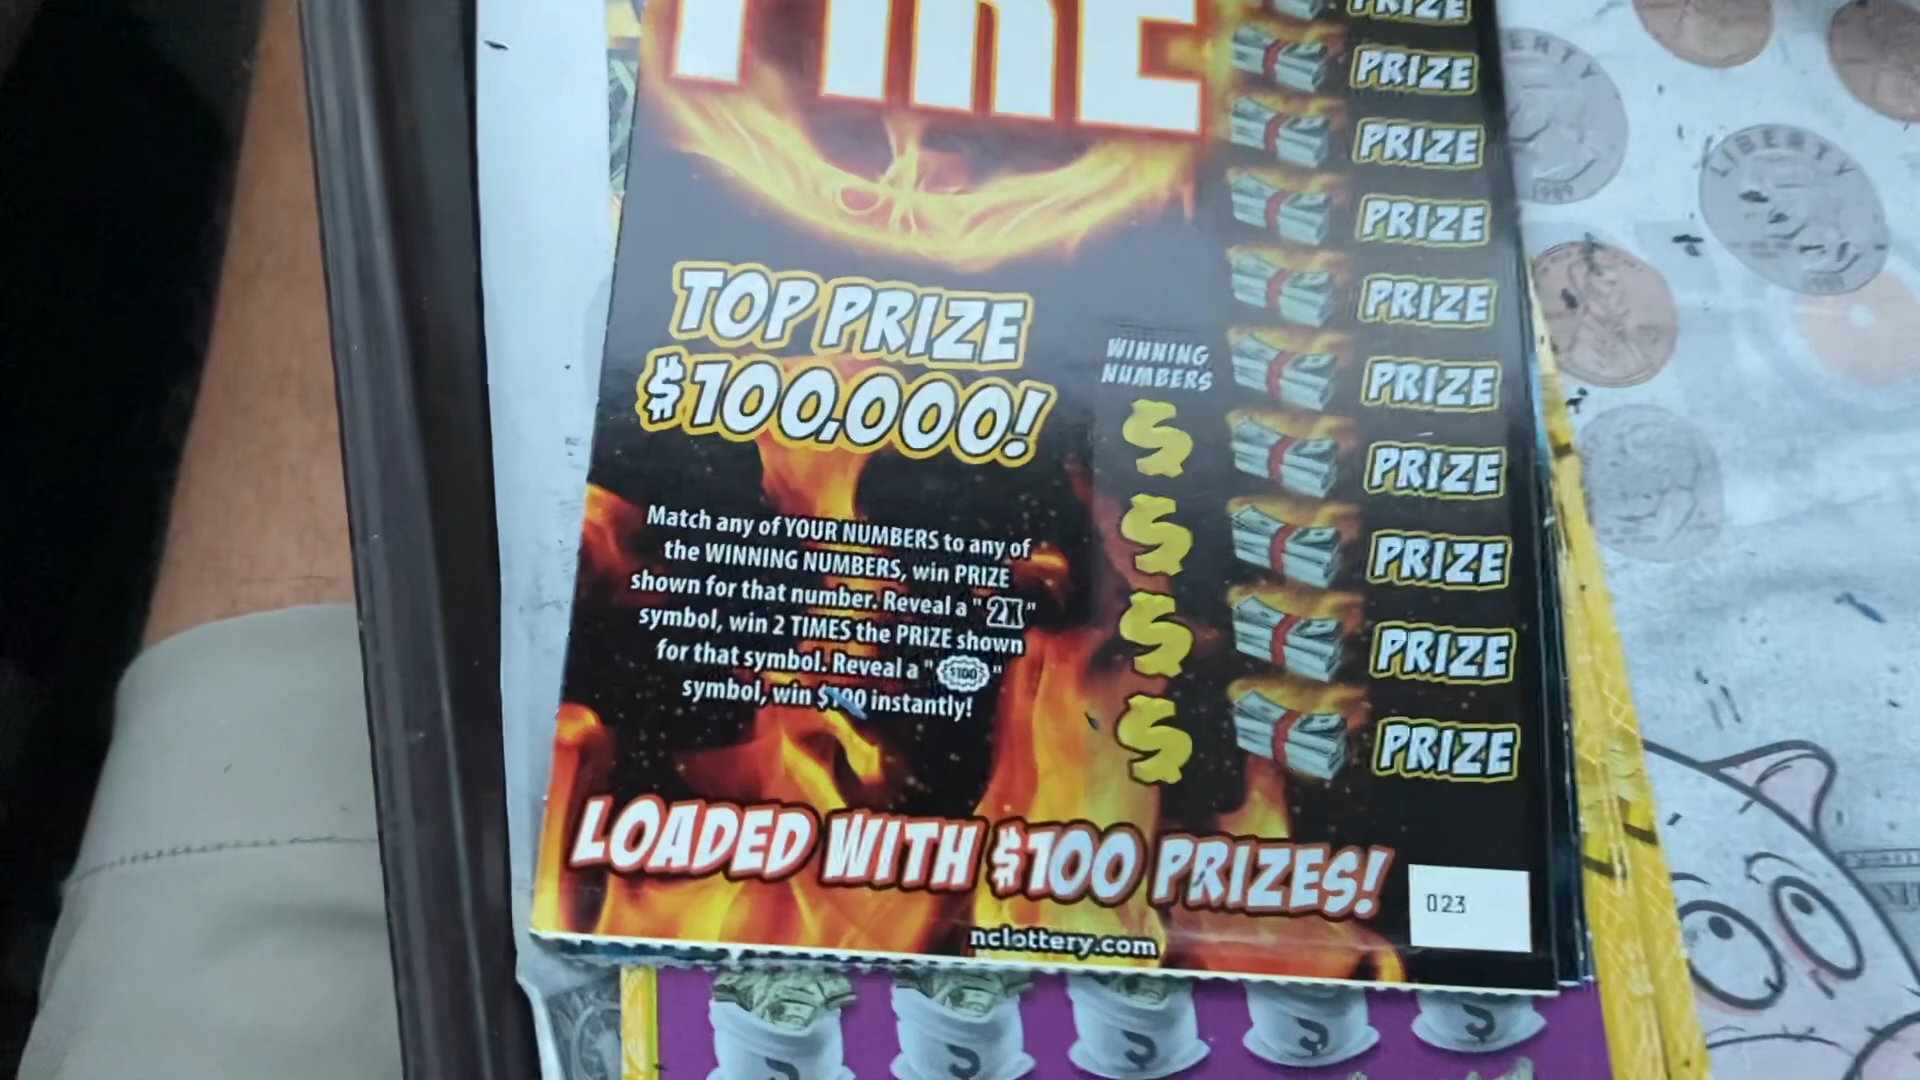 FIRE
PRIZE
PRIZE
PRIZE
PRIZE
PRIZE
PRIZE
PRIZE
PRIZE
PRIZE
PRIZE
TOP PRIZE
$100,000!
WINNING
NUMBERS
$
$
$
$
Match any of YOUR NUMBERS to any of
the WINNING NUMBERS, win PRIZE
shown for that number. Reveal a "2X"
symbol, win 2 TIMES the PRIZE shown
for that symbol. Reveal a "$100"
symbol, win $100 instantly!
LOADED WITH $100 PRIZES!
023
nclottery.com
LIBERTY